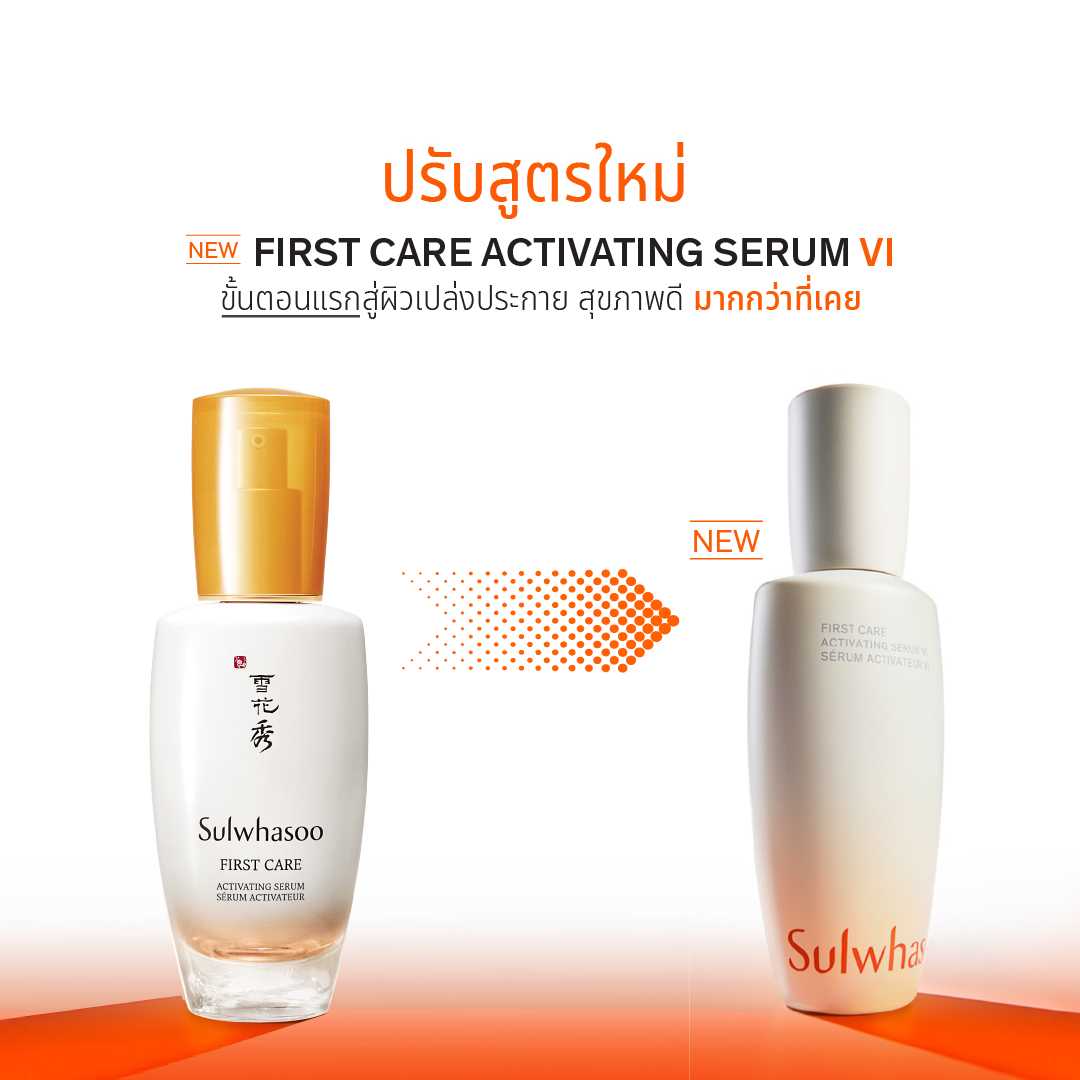 ปรับสูตรใหม่
NEW FIRST CARE ACTIVATING SERUM VI
ขั้นตอนแรกสู่ผิวเปล่งประกาย สุขภาพดี มากกว่าที่เคย
雪花秀
Sulwhasoo
FIRST CARE
ACTIVATING SERUM
SÉRUM ACTIVATEUR
NEW
FIRST CARE
ACTIVATING SERUM VI
SÉRUM ACTIVATEUR VI
Sulwhas